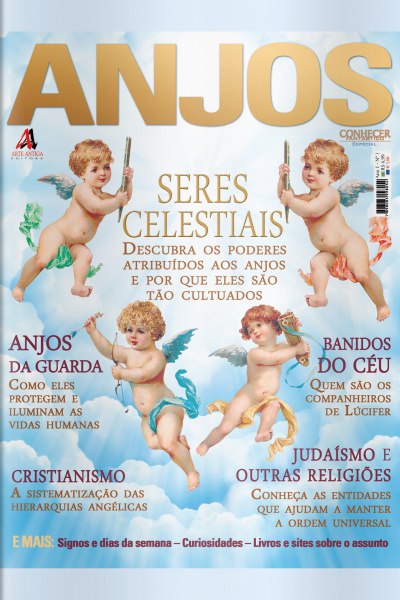 ANJOS
ARTE ANTIGA
EDITORA
CONHECER
FANTÁSTICO
ESPECIAL
SERES
CELESTIAIS
DESCUBRA OS PODERES
ATRIBUÍDOS AOS ANJOS
E POR QUE ELES SÃO
TÃO CULTUADOS
ANJOS
DA GUARDA
COMO ELES
PROTEGEM E
ILUMINAM AS
VIDAS HUMANAS
BANIDOS
DO CÉU
QUEM SÃO OS
COMPANHEIROS
DE LÚCIFER
CRISTIANISMO
A SISTEMATIZAÇÃO DAS
HIERARQUIAS ANGÉLICAS
JUDAÍSMO E
OUTRAS RELIGIÕES
CONHEÇA AS ENTIDADES
QUE AJUDAM A MANTER
A ORDEM UNIVERSAL
E MAIS: Signos e dias da semana – Curiosidades – Livros e sites sobre o assunto